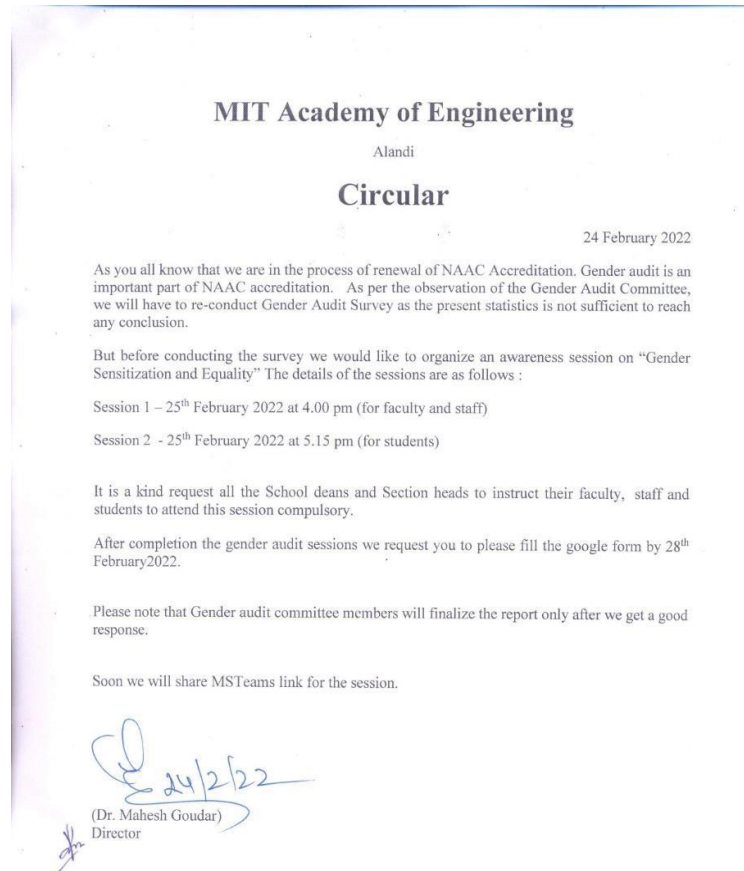 MIT Academy of Engineering
Alandi
Circular
24 February 2022
As you all know that we are in the process of renewal of NAAC Accreditation. Gender audit is an
important part of NAAC accreditation. As per the observation of the Gender Audit Committee,
we will have to re-conduct Gender Audit Survey as the present statistics is not sufficient to reach
any conclusion.
But before conducting the survey we would like to organize an awareness session on “Gender
Sensitization and Equality” The details of the sessions are as follows :
Session 1 – 25th February 2022 at 4.00 pm (for faculty and staff)
Session 2 - 25th February 2022 at 5.15 pm (for students)
It is a kind request all the School deans and Section heads to instruct their faculty, staff and
students to attend this session compulsory.
After completion the gender audit sessions we request you to please fill the google form by 28th
February2022.
Please note that Gender audit committee members will finalize the report only after we get a good
response.
Soon we will share MSTeams link for the session.
24/2/22
(Dr. Mahesh Goudar)
Director